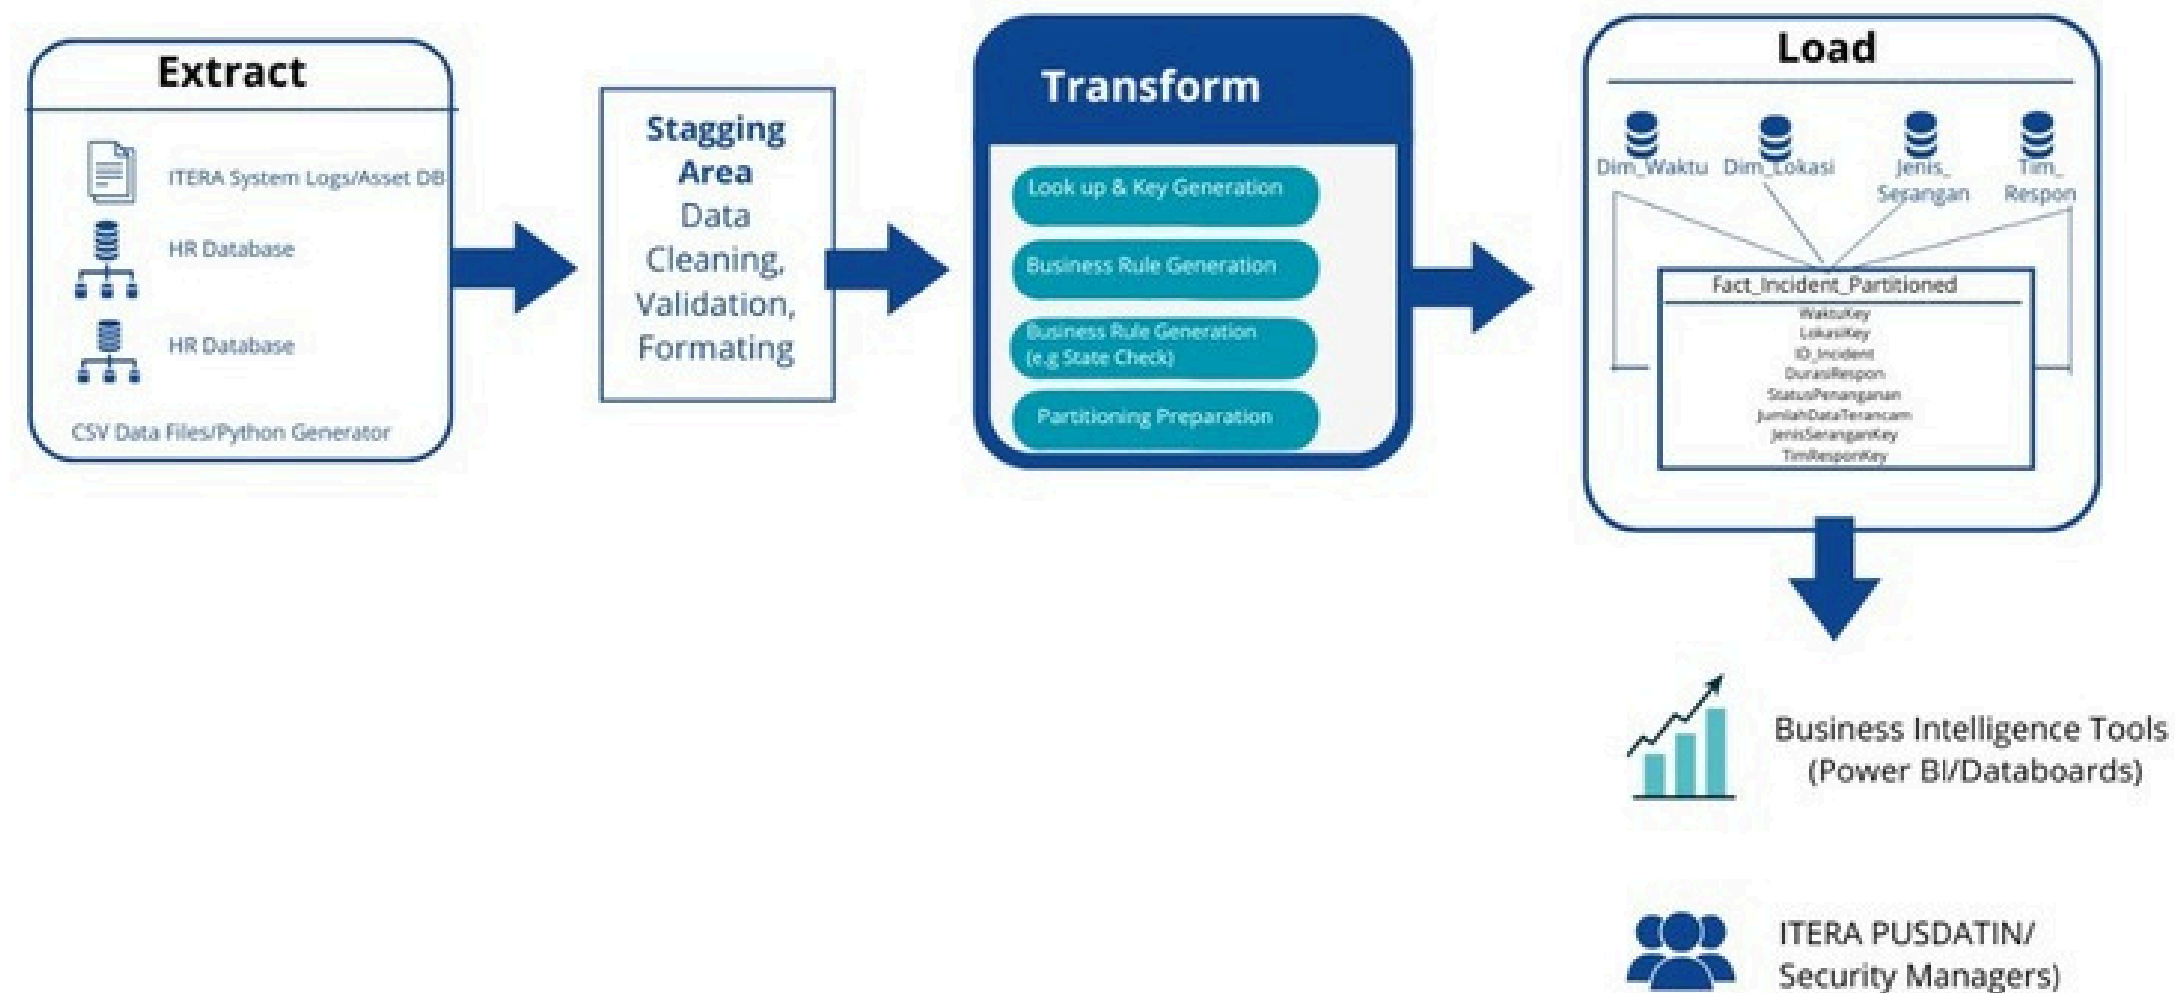 Extract
ITERA System Logs/Asset DB
HR Database
HR Database
CSV Data Files/Python Generator
Stagging
Area
Data
Cleaning,
Validation,
Formating
Transform
Look up & Key Generation
Business Rule Generation
Business Rule Generation
(e.g State Check)
Partitioning Preparation
Load
Dim_Waktu
Dim_Lokasi
Jenis_
Serangan
Tim_
Respon
Fact_Incident_Partitioned
WaktuKey
LokasiKey
ID_Incident
DurasiRespon
StatusPenanganan
JumlahDataTerancam
JenisSeranganKey
TimResponKey
Business Intelligence Tools
(Power BI/Databoards)
ITERA PUSDATIN/
Security Managers)